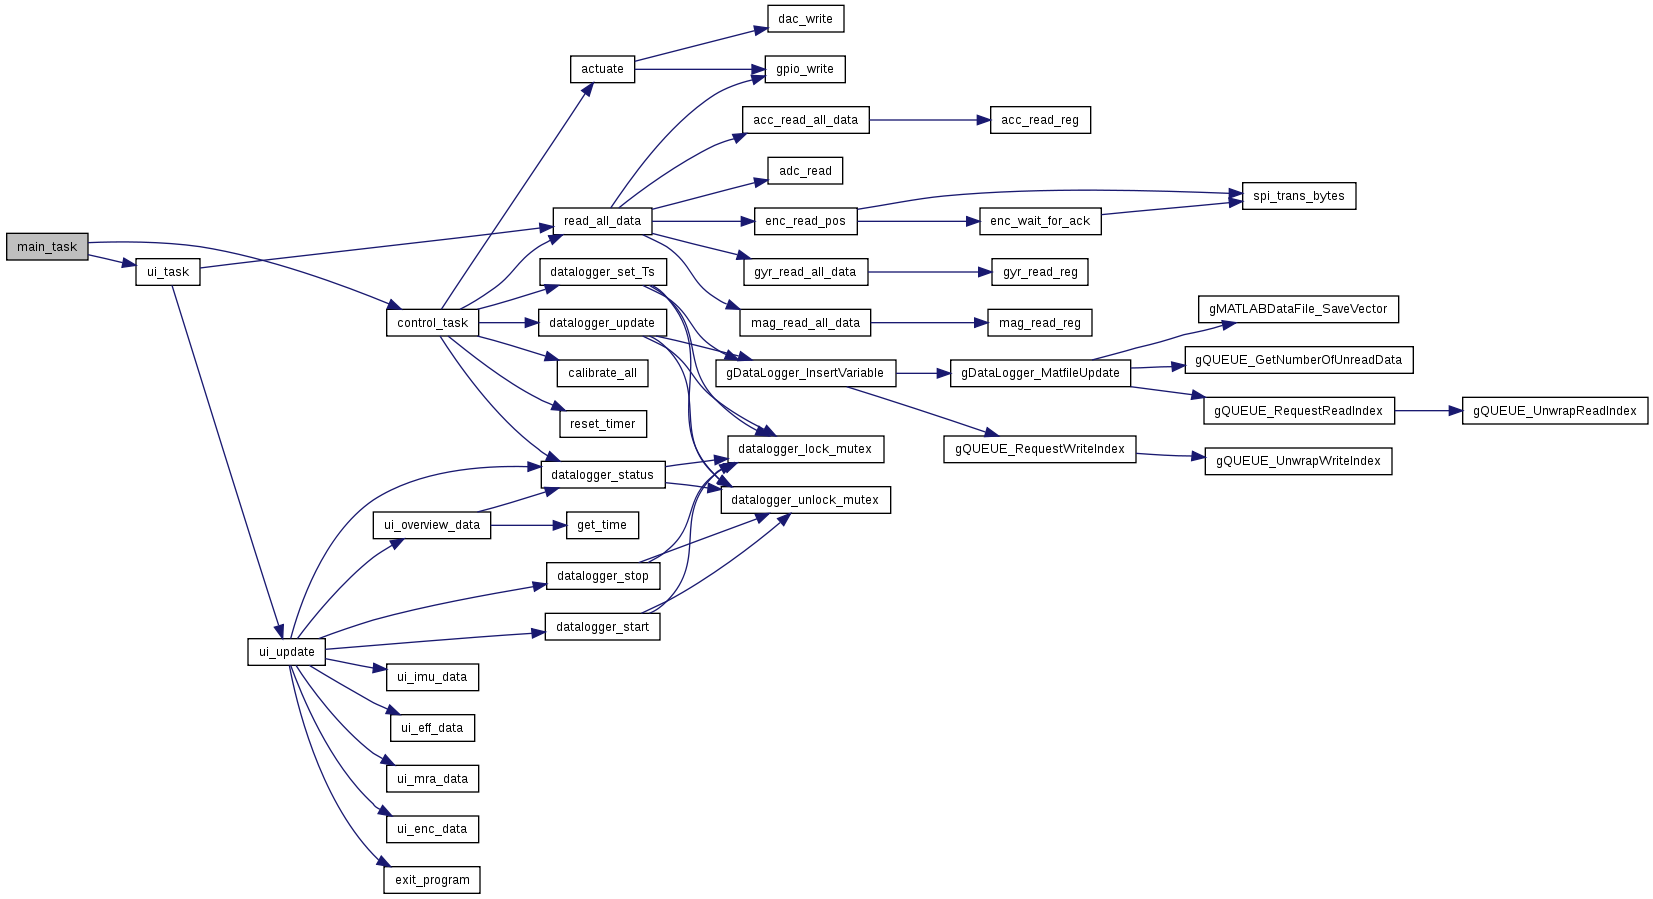 dac_write
actuate
gpio_write
acc_read_all_data
acc_read_reg
adc_read
spi_trans_bytes
read_all_data
enc_read_pos
enc_wait_for_ack
main_task
ui_task
datalogger_set_Ts
gyr_read_all_data
gyr_read_reg
gMATLABDataFile_SaveVector
control_task
datalogger_update
mag_read_all_data
mag_read_reg
gQUEUE_GetNumberOfUnreadData
calibrate_all
gDataLogger_InsertVariable
gDataLogger_MatfileUpdate
gQUEUE_RequestReadIndex
gQUEUE_UnwrapReadIndex
reset_timer
datalogger_lock_mutex
gQUEUE_RequestWriteIndex
gQUEUE_UnwrapWriteIndex
datalogger_status
datalogger_unlock_mutex
ui_overview_data
get_time
datalogger_stop
datalogger_start
ui_update
ui_imu_data
ui_eff_data
ui_mra_data
ui_enc_data
exit_program